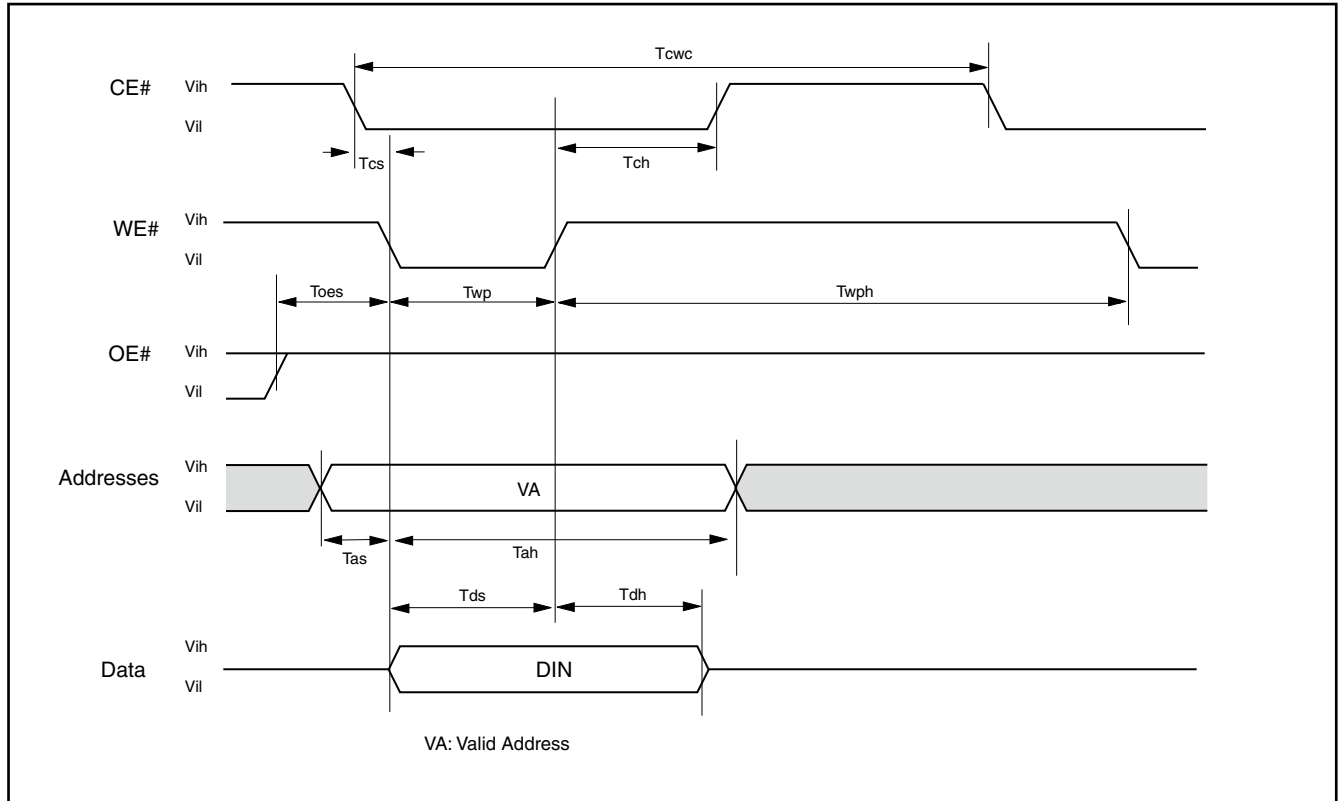 Tcwc
CE#
Vih
Vil
Tcs
Tch
WE#
Vih
Vil
Toes
Twp
Twph
OE#
Vih
Vil
Addresses
Vih
Vil
VA
Tas
Tah
Tds
Tdh
Data
Vih
Vil
DIN
VA: Valid Address